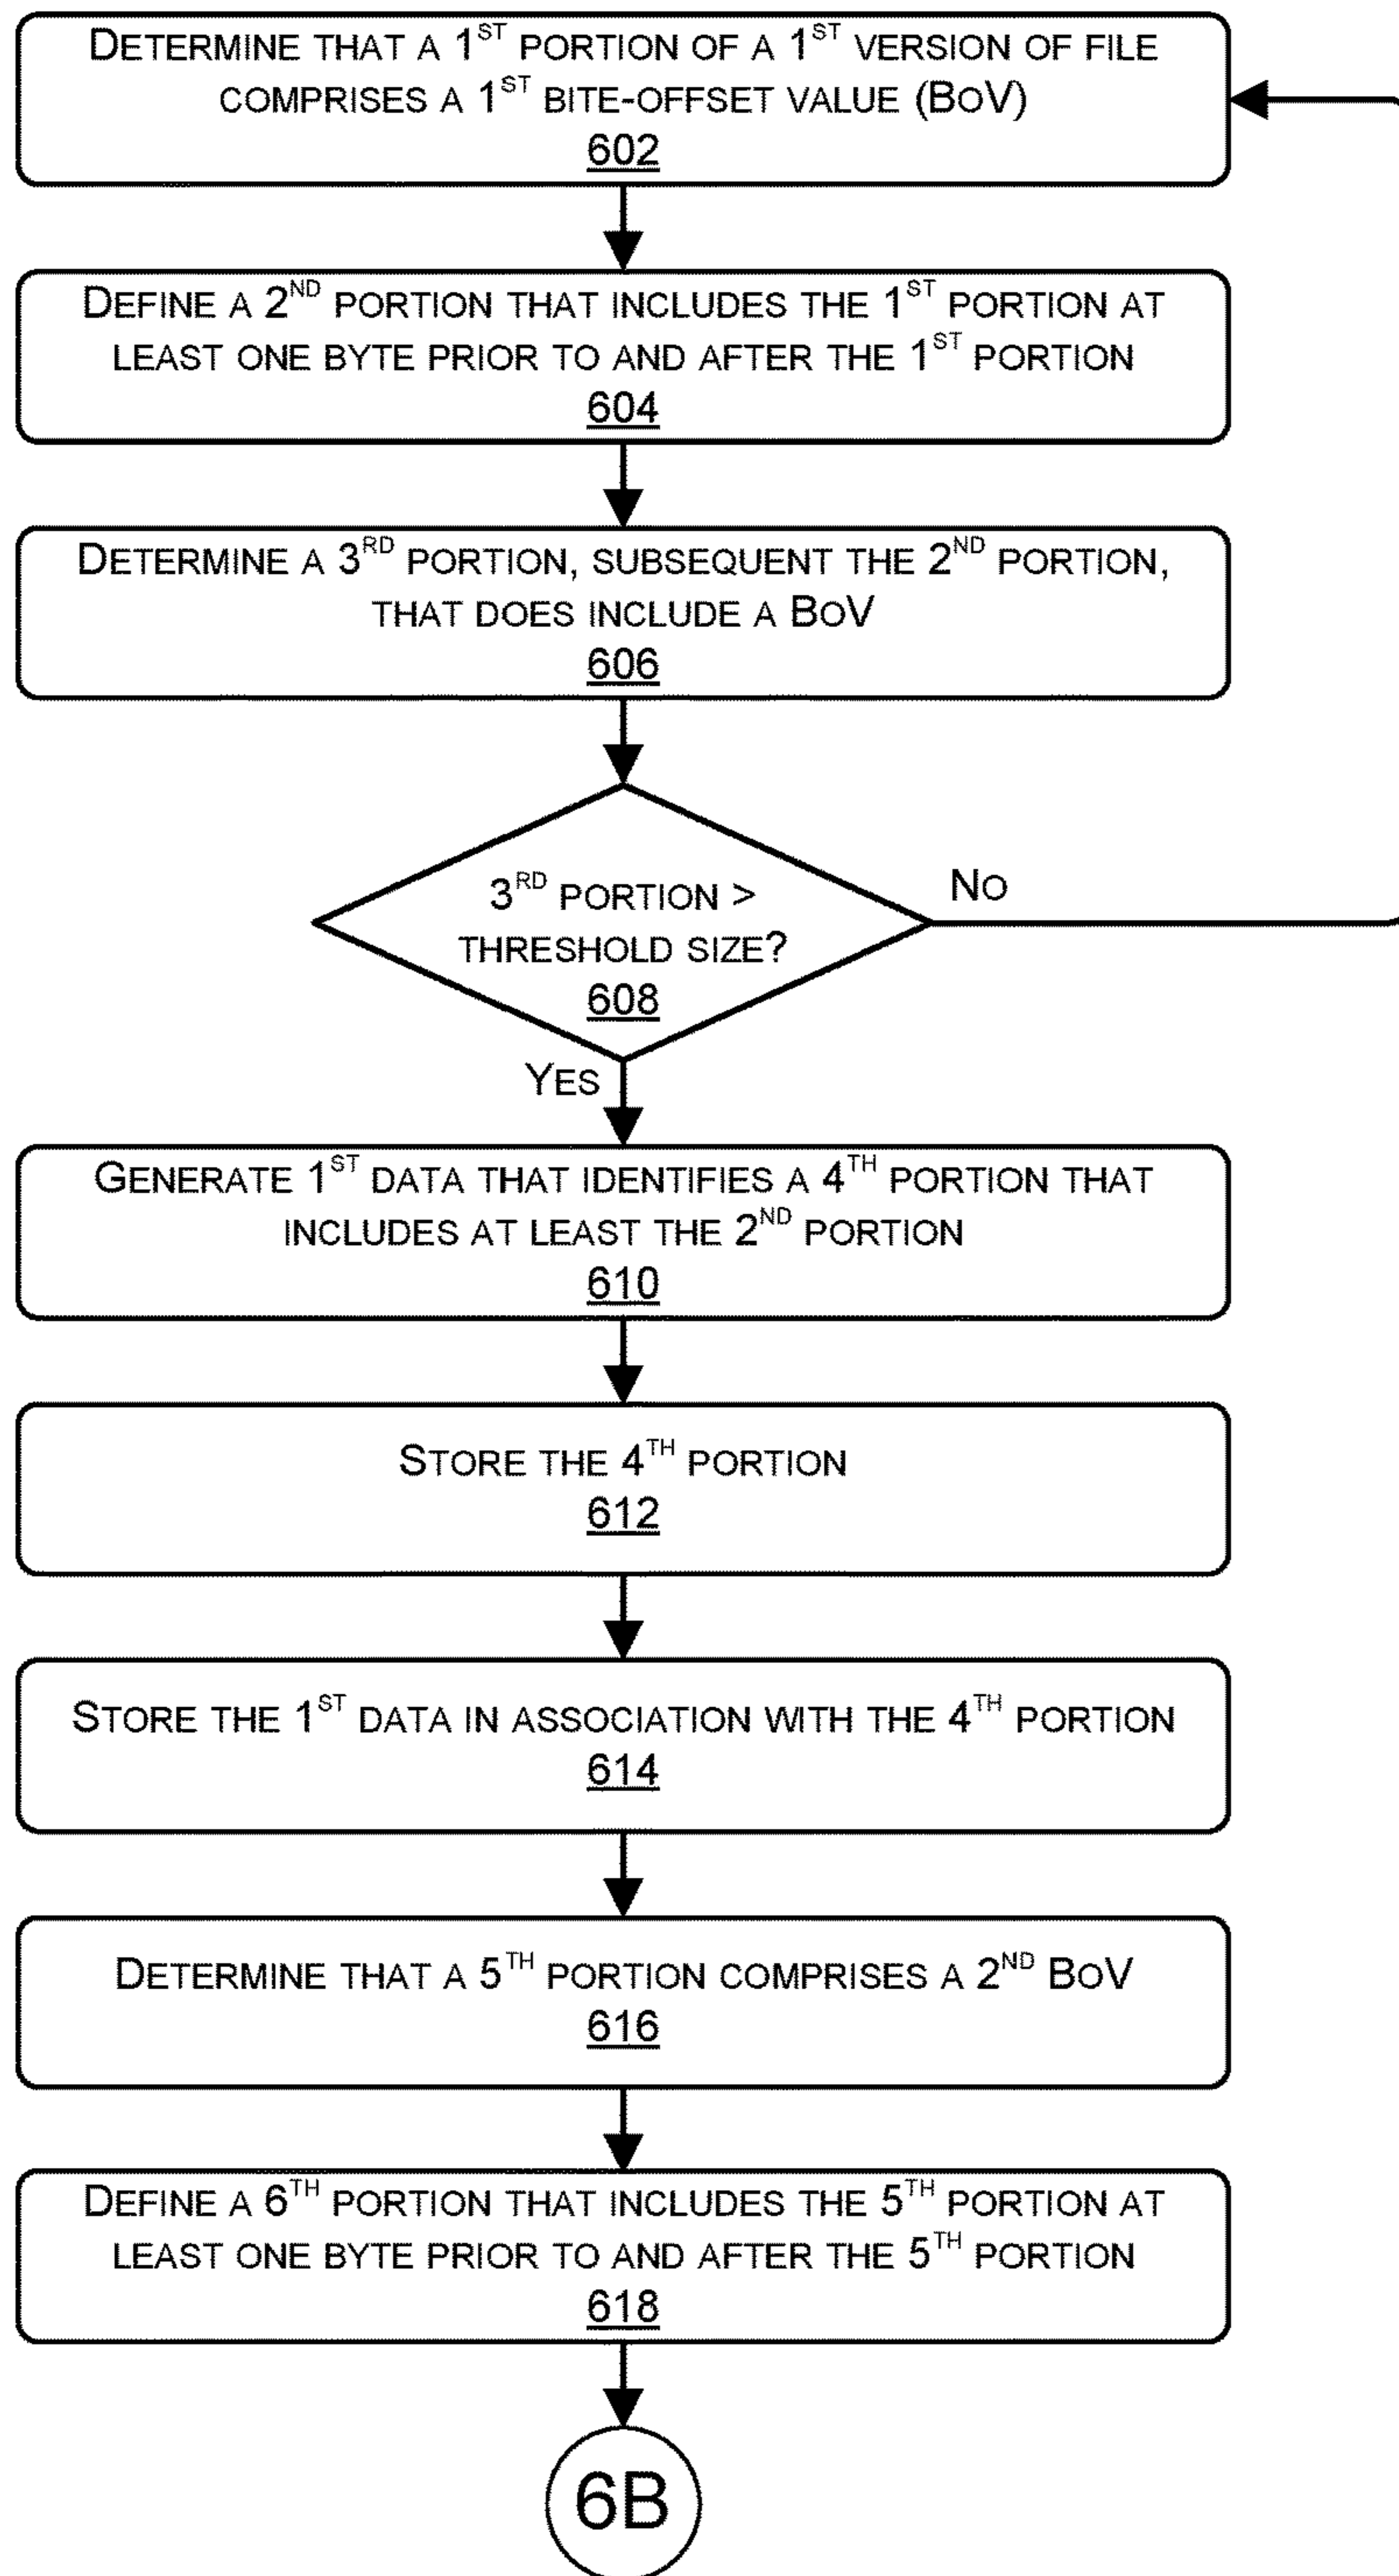 DETERMINE THAT A 1ST PORTION OF A 1ST VERSION OF FILE
COMPRISES A 1ST BITE-OFFSET VALUE (BOV)
602
DEFINE A 2ND PORTION THAT INCLUDES THE 1ST PORTION AT
LEAST ONE BYTE PRIOR TO AND AFTER THE 1ST PORTION
604
DETERMINE A 3RD PORTION, SUBSEQUENT THE 2ND PORTION,
THAT DOES INCLUDE A BOV
606
3RD PORTION >
THRESHOLD SIZE?
608
NO
YES
GENERATE 1ST DATA THAT IDENTIFIES A 4TH PORTION THAT
INCLUDES AT LEAST THE 2ND PORTION
610
STORE THE 4TH PORTION
612
STORE THE 1ST DATA IN ASSOCIATION WITH THE 4TH PORTION
614
DETERMINE THAT A 5TH PORTION COMPRISES A 2ND BOV
616
DEFINE A 6TH PORTION THAT INCLUDES THE 5TH PORTION AT
LEAST ONE BYTE PRIOR TO AND AFTER THE 5TH PORTION
618
6B